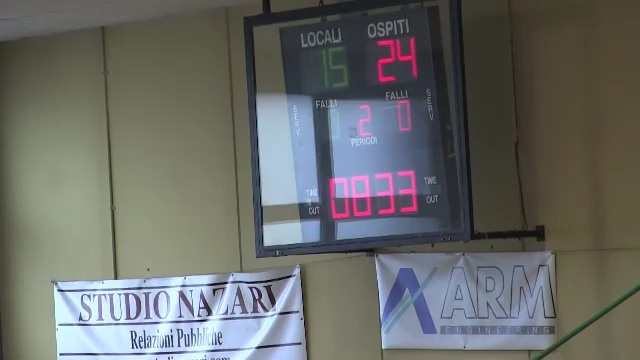 LOCALI OSPITI
15 24
FALLI FALLI
SERV 2 0 SERV
PERIODI
TIME OUT 0833 TIME OUT
STUDIO NAZARI
Relazioni Pubbliche
ARM
ENGINEERING